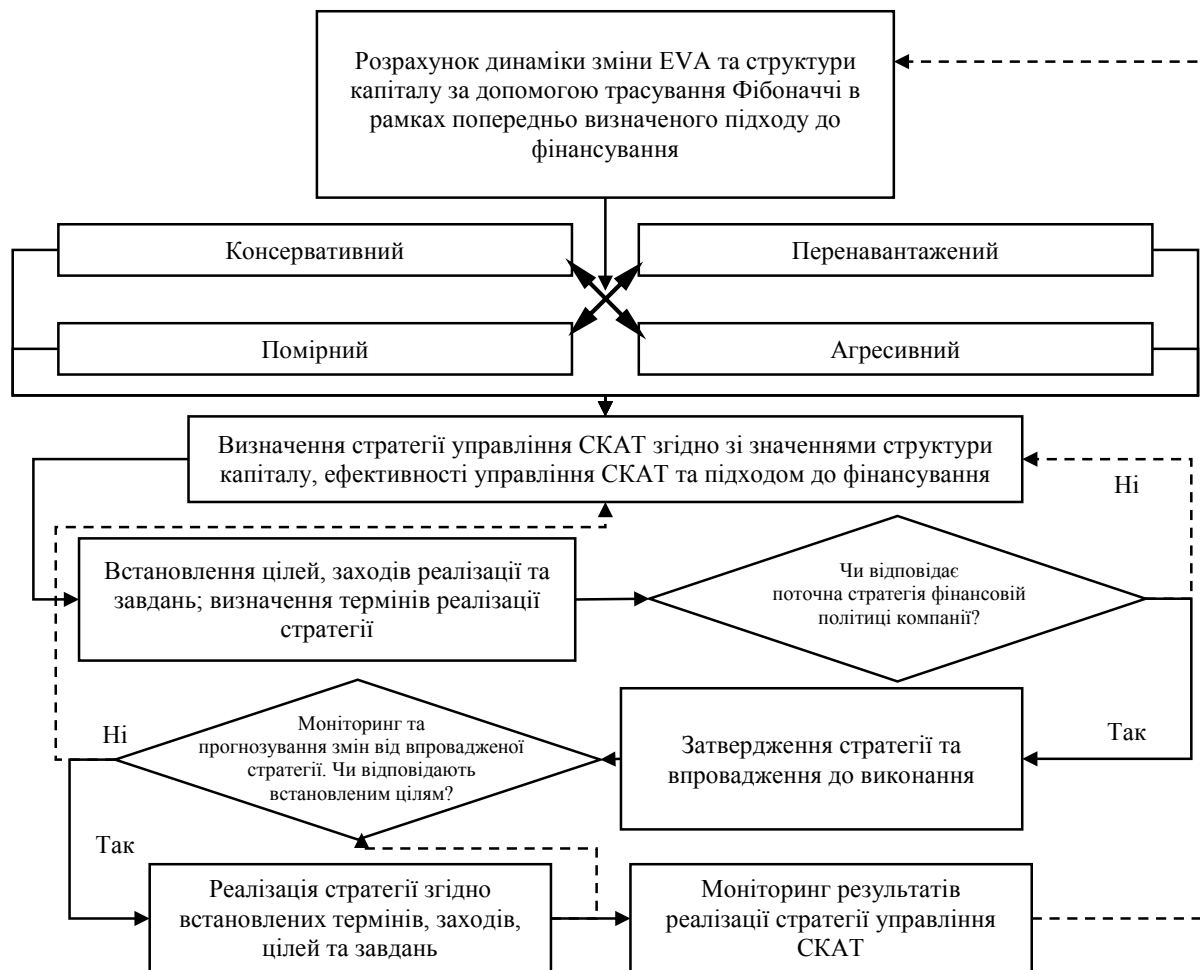 Розрахунок динаміки зміни EVA та структури
капіталу за допомогою трасування Фібоначчі в
рамках попередньо визначеного підходу до
фінансування
Консервативний
Перенавантажений
Помірний
Агресивний
Визначення стратегії управління СКАТ згідно зі значеннями структури
капіталу, ефективності управління СКАТ та підходом до фінансування
Ні
Встановлення цілей, заходів реалізації та
завдань; визначення термінів реалізації
стратегії
Чи відповідає
поточна стратегія фінансовій
політиці компанії?
Ні
Моніторинг та
прогнозування змін від впровадженої
стратегії. Чи відповідають
встановленим цілям?
Затвердження стратегії та
впровадження до виконання
Так
Так
Реалізація стратегії згідно
встановлених термінів, заходів,
цілей та завдань
Моніторинг результатів
реалізації стратегії управління
СКАТ